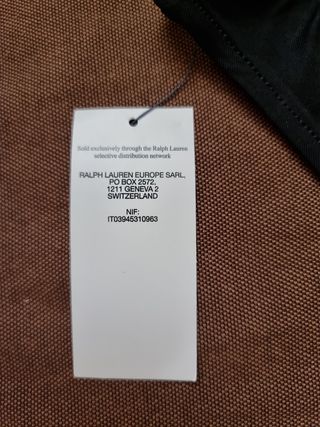 Sold exclusively through the Ralph Lauren
selective distribution network
RALPH LAUREN EUROPE SARL,
PO BOX 2572,
1211 GENEVA 2
SWITZERLAND
NIF:
IT03945310963